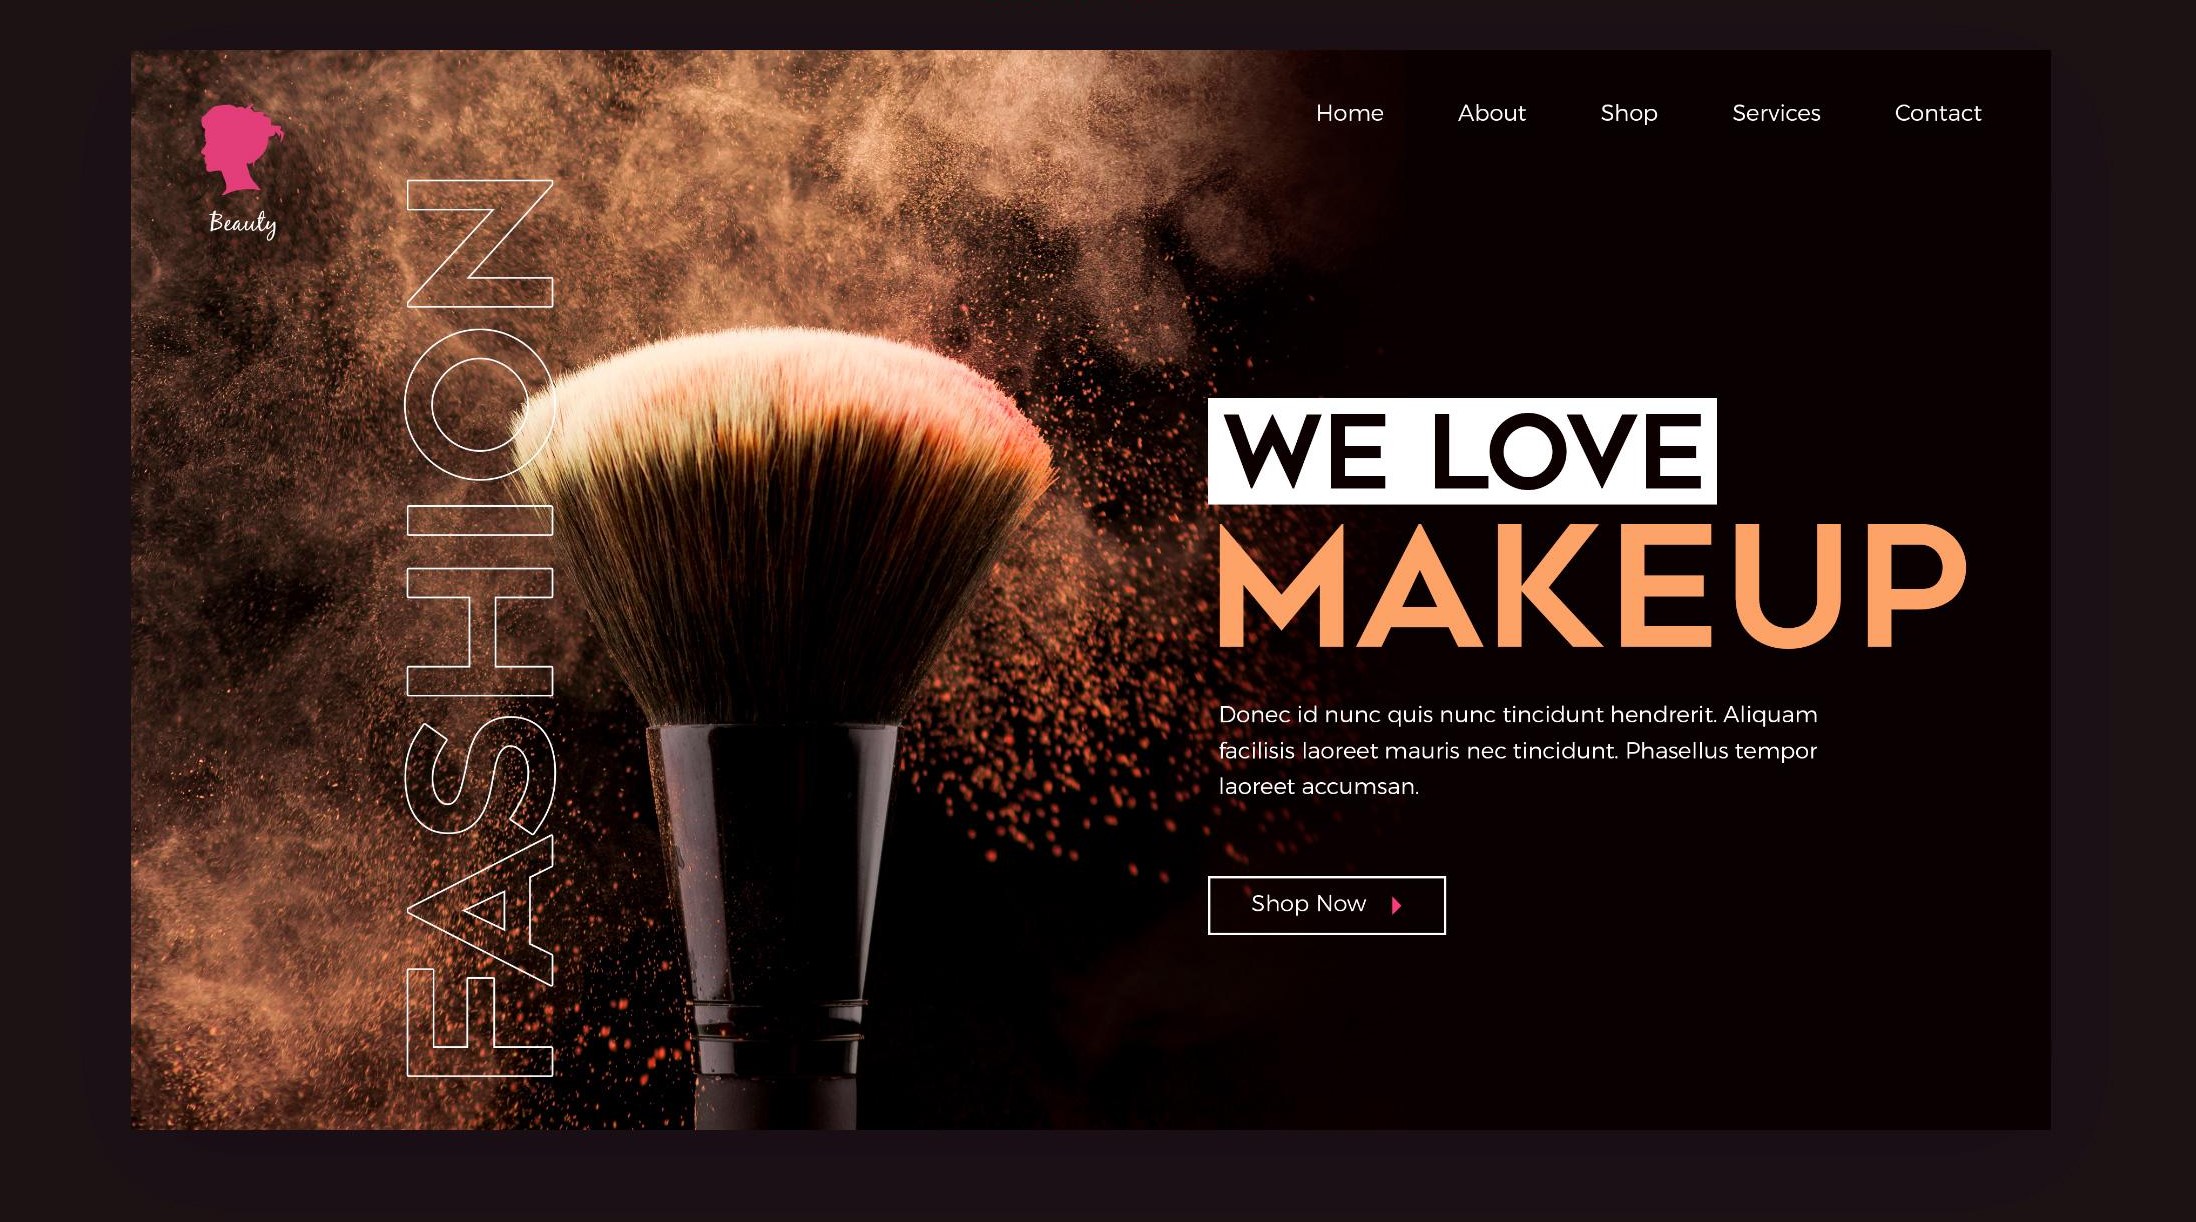 Beauty
Home About Shop Services Contact
FASHION
WE LOVE
MAKEUP
Donec id nunc quis nunc tincidunt hendrerit. Aliquam
facilisis laoreet mauris nec tincidunt. Phasellus tempor
laoreet accumsan.
Shop Now